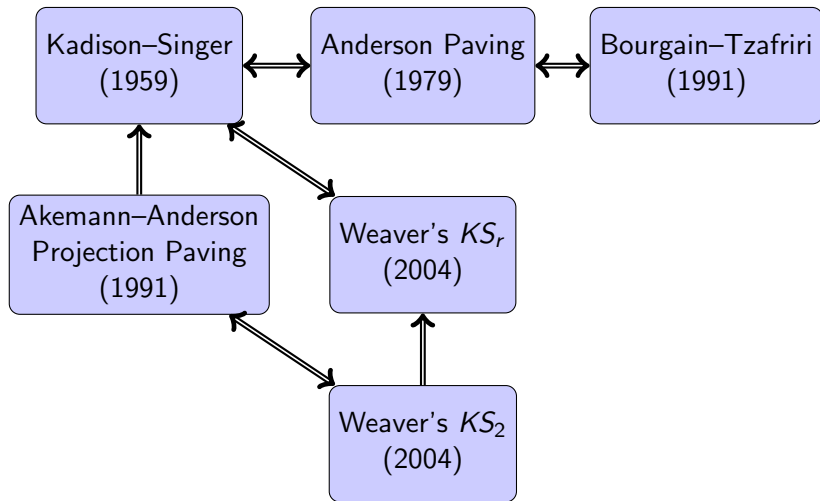 Kadison–Singer
(1959)
Anderson Paving
(1979)
Bourgain–Tzafriri
(1991)
Akemann–Anderson
Projection Paving
(1991)
Weaver's KS_r
(2004)
Weaver's KS_2
(2004)